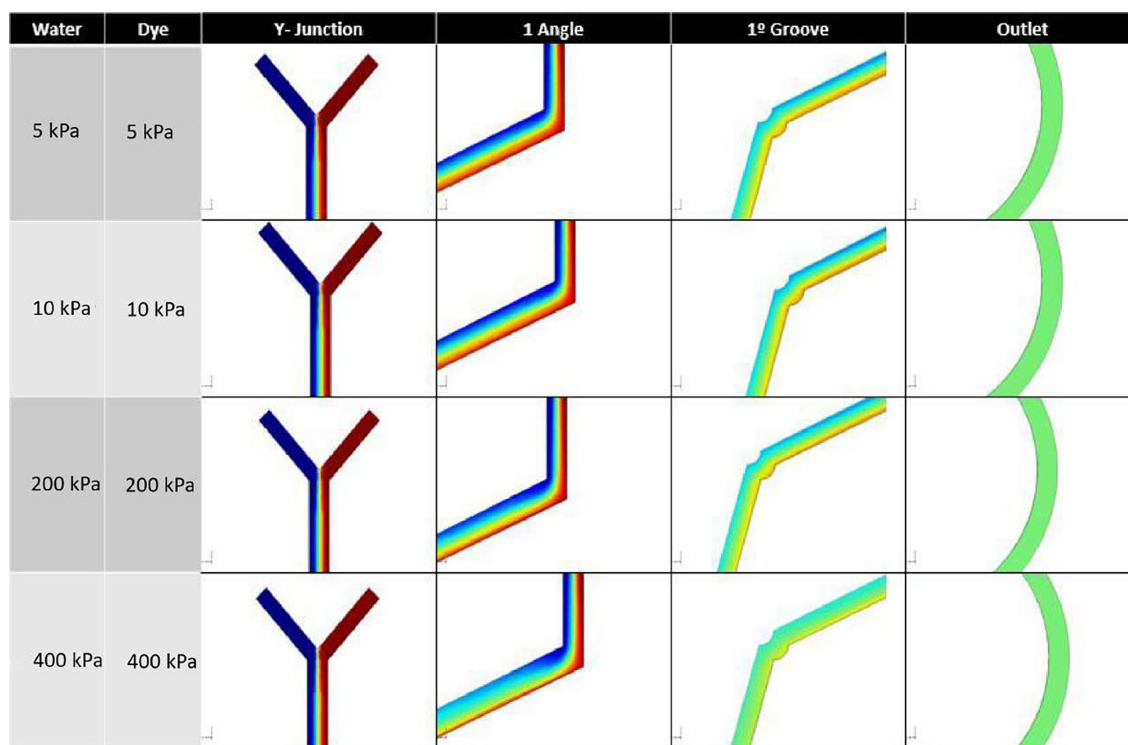 Water Dye Y- Junction 1 Angle 1º Groove Outlet
5 kPa 5 kPa
10 kPa 10 kPa
200 kPa 200 kPa
400 kPa 400 kPa